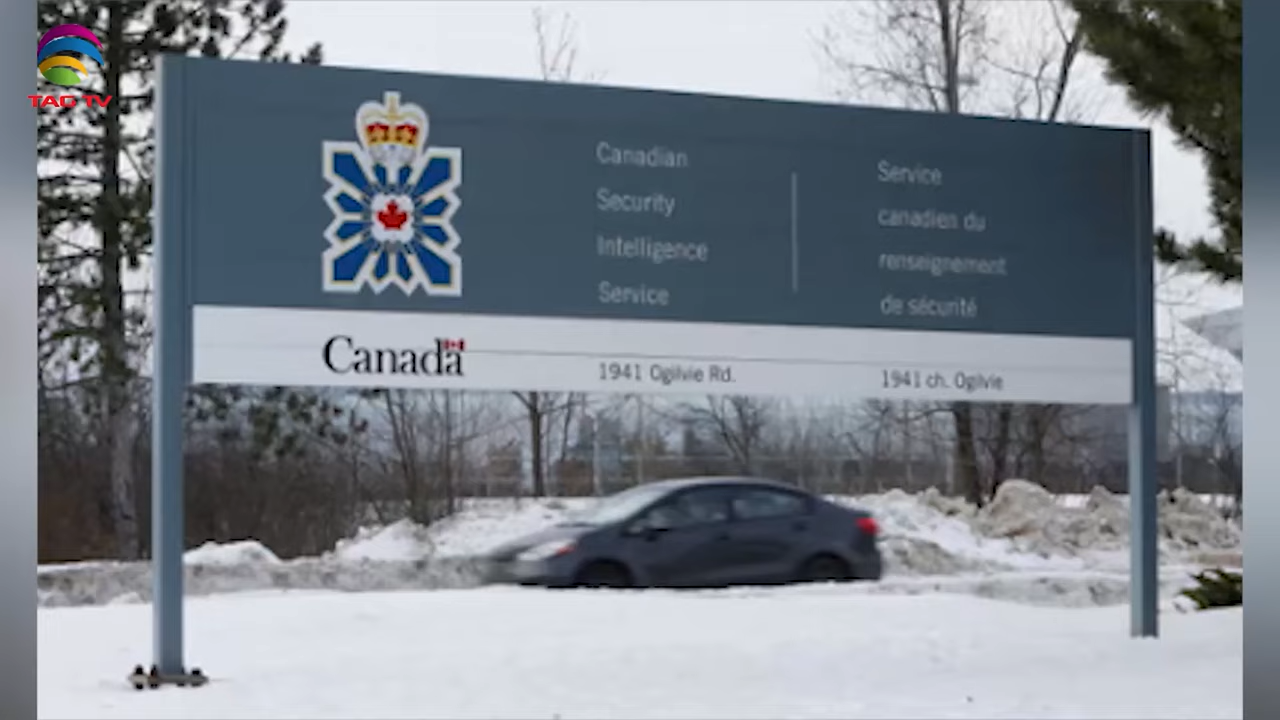 TAG TV
Canadian
Security
Intelligence
Service
Service
canadien du
renseignement
de sécurité
Canada
1941 Ogilvie Rd.
1941 ch. Ogilvie